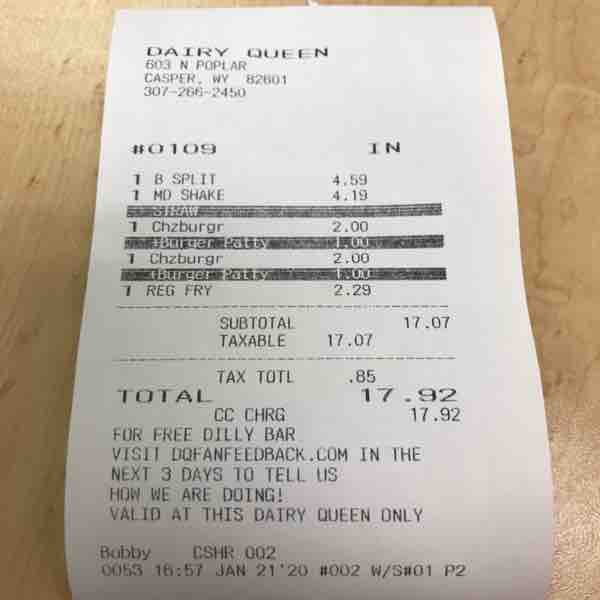 DAIRY QUEEN
603 N POPLAR
CASPER, WY 82601
307-266-2450
#0109 IN
1 B SPLIT 4.59
1 MD SHAKE 4.19
STRAW
1 Chzburgr 2.00
+Burger Patty 1.00
1 Chzburgr 2.00
+Burger Patty 1.00
1 REG FRY 2.29
SUBTOTAL 17.07
TAXABLE 17.07
TAX TOTL .85
TOTAL 17.92
CC CHRG 17.92
FOR FREE DILLY BAR
VISIT DQFANFEEDBACK.COM IN THE
NEXT 3 DAYS TO TELL US
HOW WE ARE DOING!
VALID AT THIS DAIRY QUEEN ONLY
Bobby CSHR 002
0053 16:57 JAN 21'20 #002 W/S#01 P2